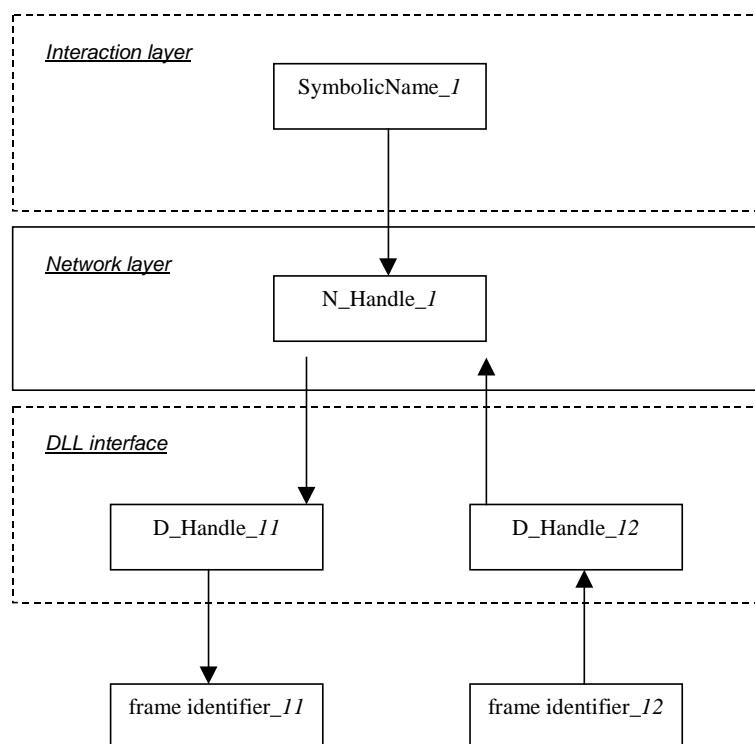 Interaction layer
SymbolicName_1
Network layer
N_Handle_1
DLL interface
D_Handle_11
D_Handle_12
frame identifier_11
frame identifier_12